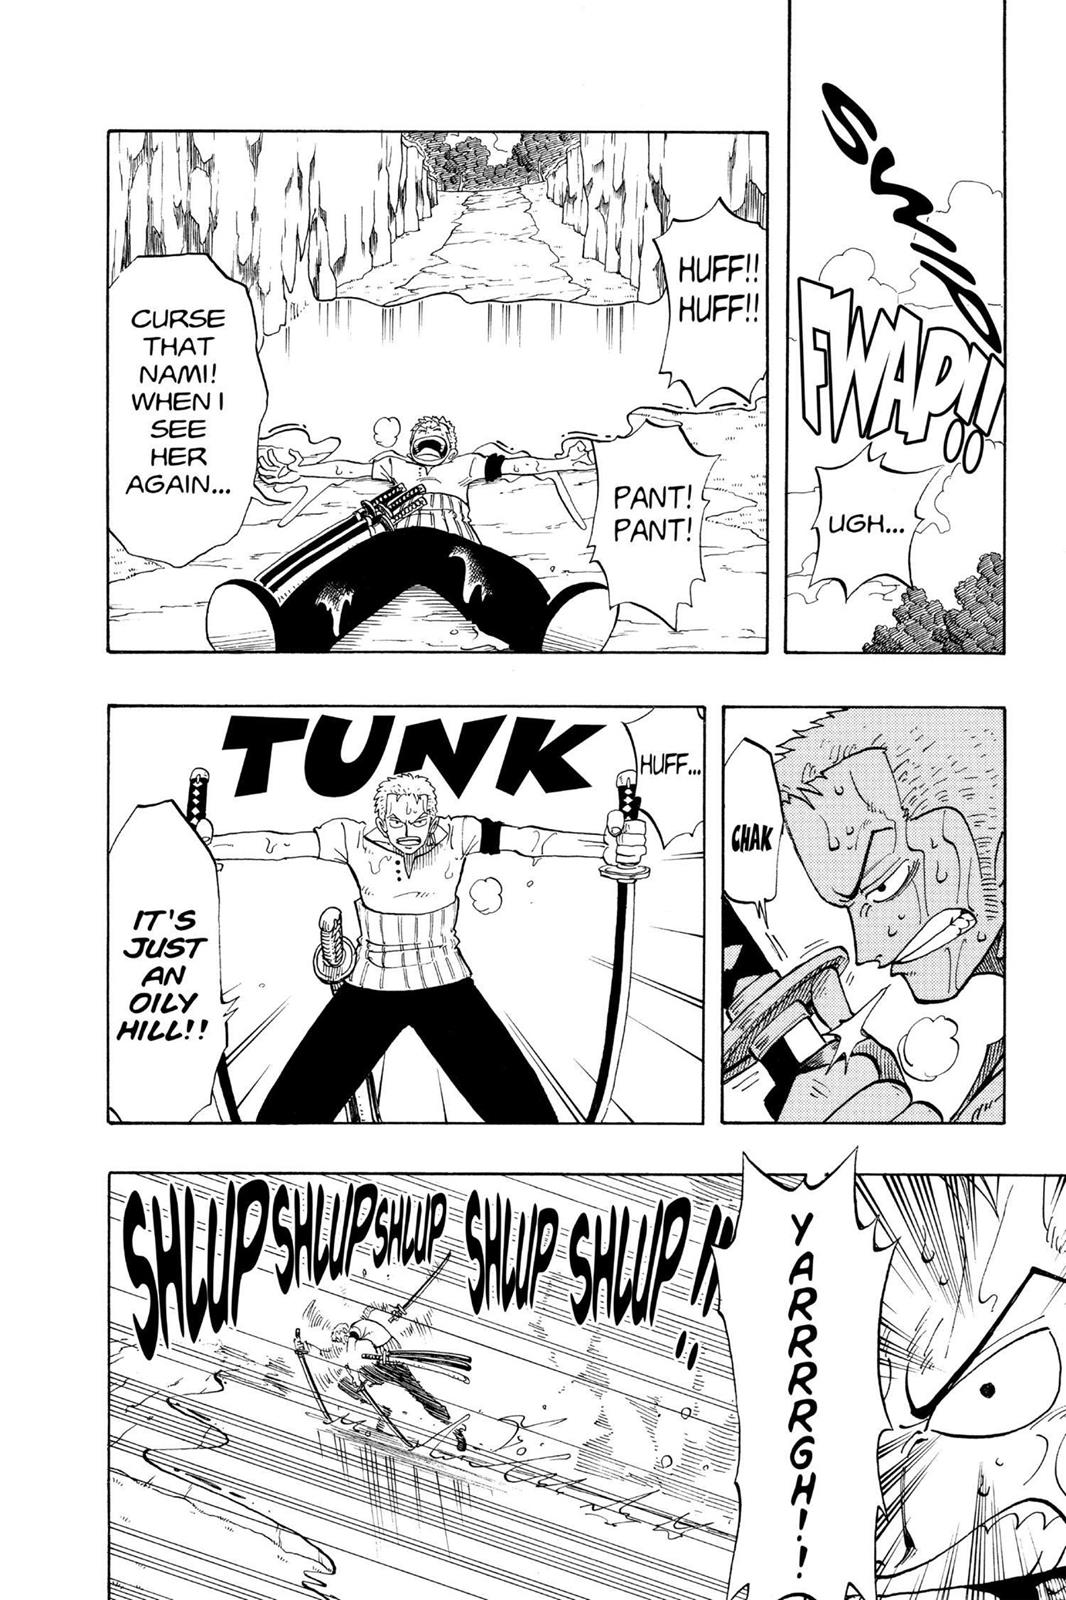 SWIP
FWAP!!
UGH...
HUFF!!
HUFF!!
PANT!
PANT!
CURSE
THAT
NAMI!
WHEN I
SEE
HER
AGAIN...
CHAK
HUFF...
TUNK
IT'S
JUST
AN
OILY
HILL!!
YARRRRRGH!!
SHLUP SHLUP SHLUP SHLUP SHLUP !!